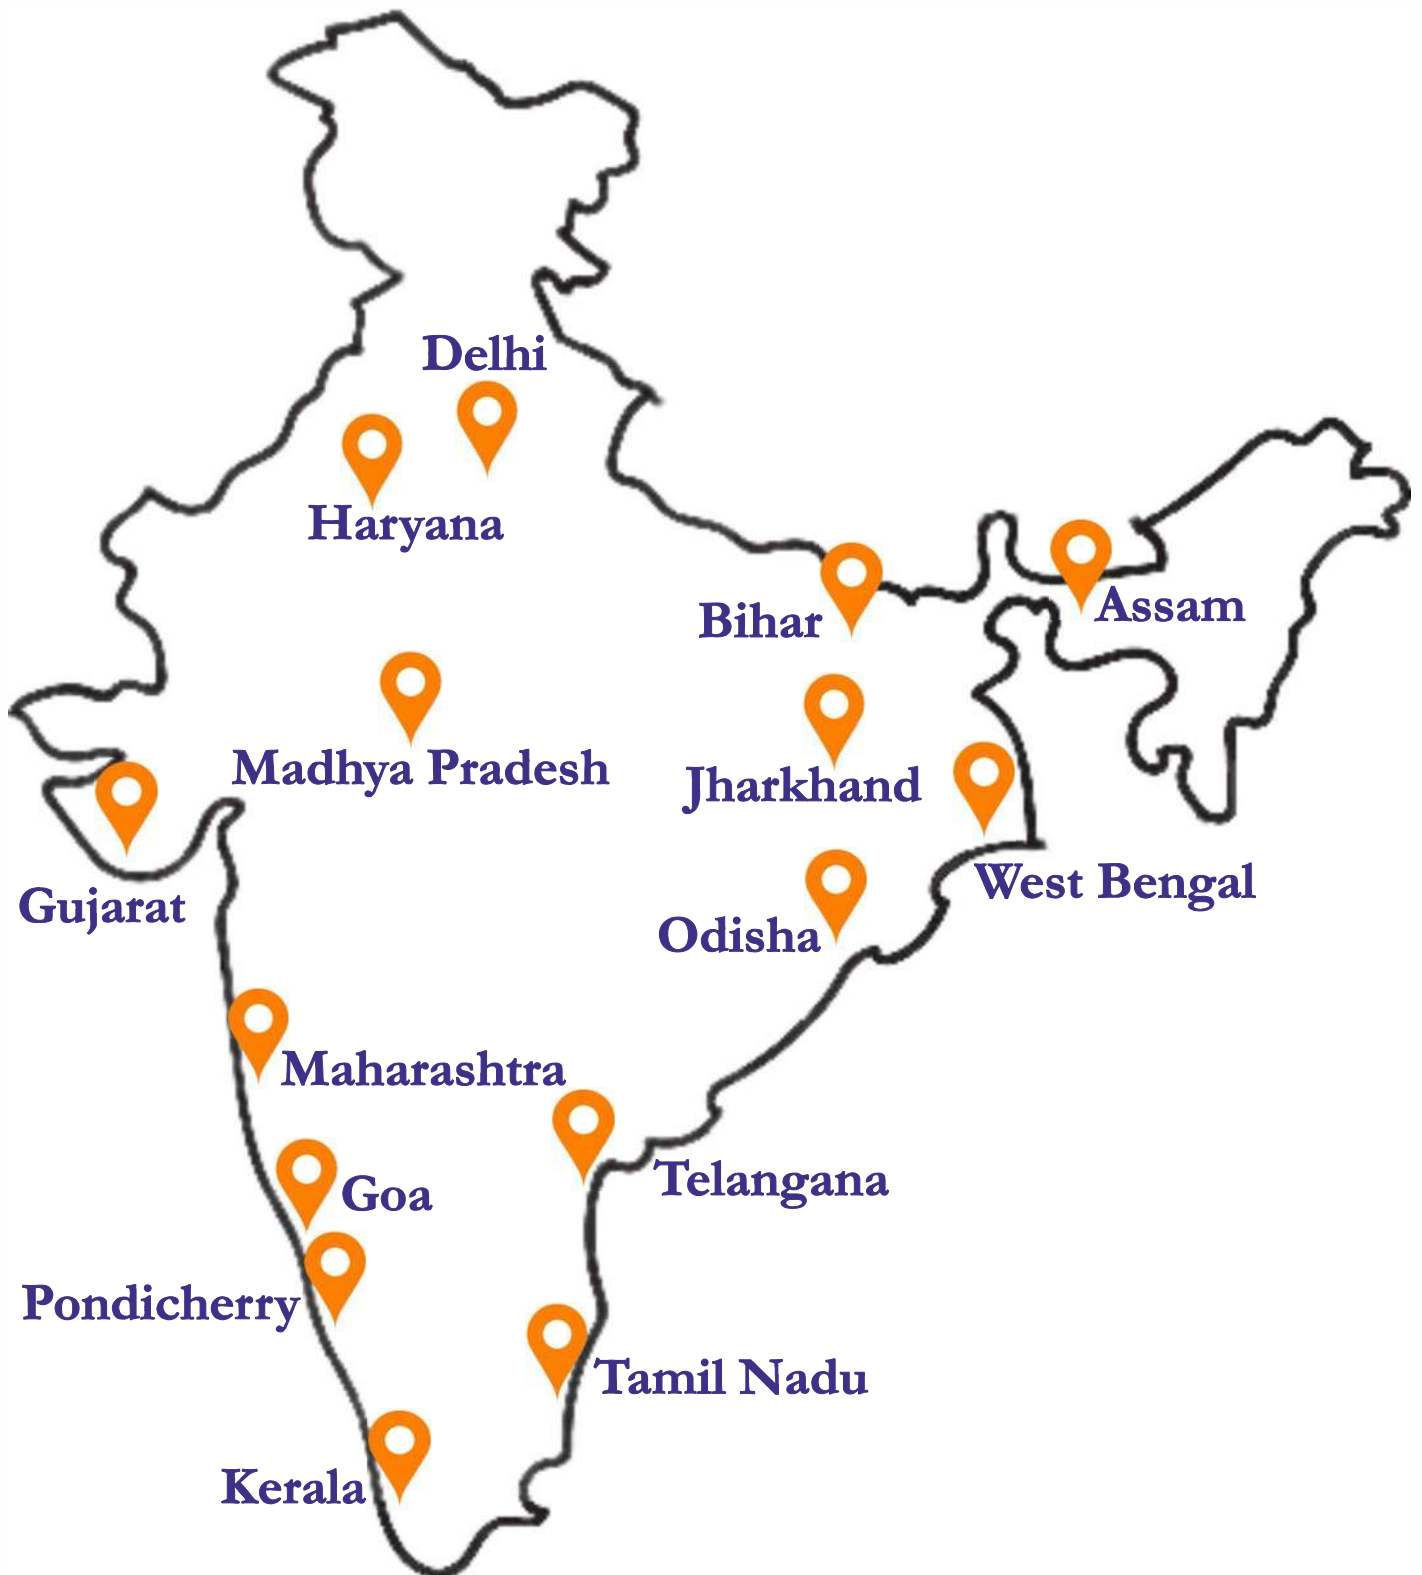 Delhi
Haryana
Bihar
Assam
Madhya Pradesh
Jharkhand
West Bengal
Gujarat
Odisha
Maharashtra
Telangana
Goa
Pondicherry
Tamil Nadu
Kerala